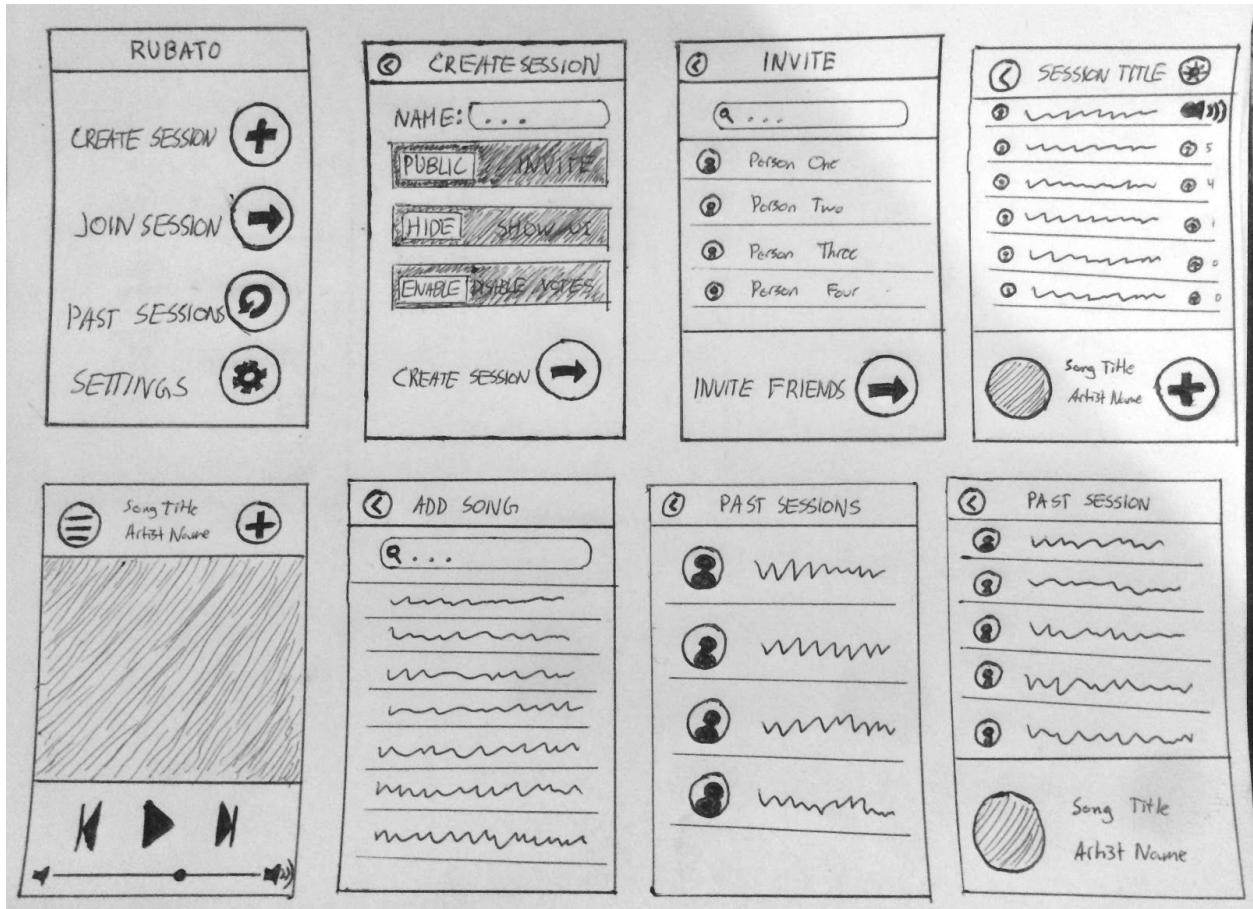 RUBATO
CREATE SESSION
JOIN SESSION
PAST SESSIONS
SETTINGS
CREATE SESSION
NAME: ...
PUBLIC INVITE
HIDE SHOW UI
ENABLE DISABLE VOTES
CREATE SESSION
INVITE
...
Person One
Person Two
Person Three
Person Four
INVITE FRIENDS
SESSION TITLE
5
4
1
0
0
Song Title
Artist Name
Song Title
Artist Name
ADD SONG
...
PAST SESSIONS
PAST SESSION
Song Title
Artist Name